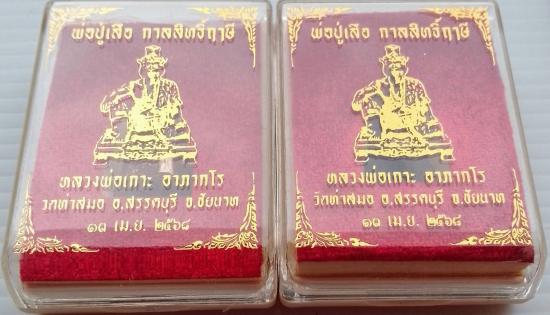 พ่อปู่เสือ กาลสิทธิ์ฤาษี
หลวงพ่อเกาะ อาภากโร
วัดท่าสมอ อ.สรรคบุรี จ.ชัยนาท
๑๓ เม.ย. ๒๕๖๘
พ่อปู่เสือ กาลสิทธิ์ฤาษี
หลวงพ่อเกาะ อาภากโร
วัดท่าสมอ อ.สรรคบุรี จ.ชัยนาท
๑๓ เม.ย. ๒๕๖๘